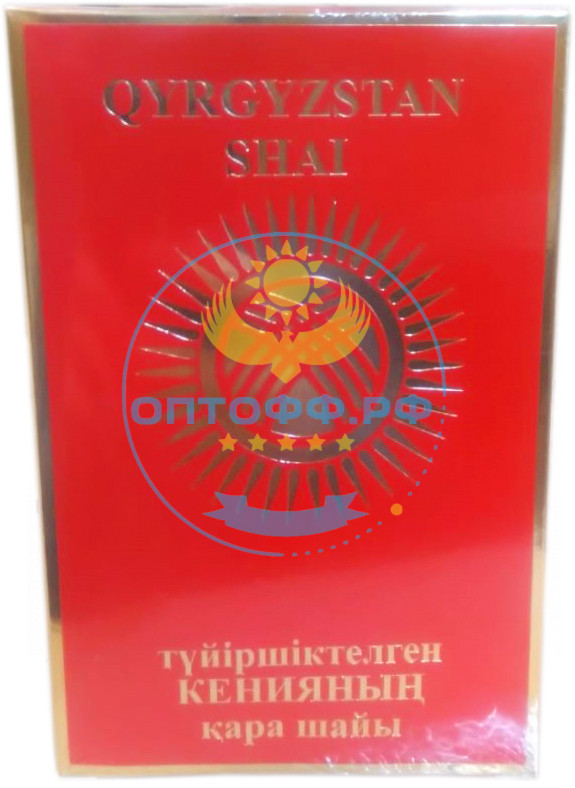 QYRGYZSTAN
SHAI
ОПТОФФ.РФ
түйіршіктелген
КЕНИЯНЫҢ
қара шайы